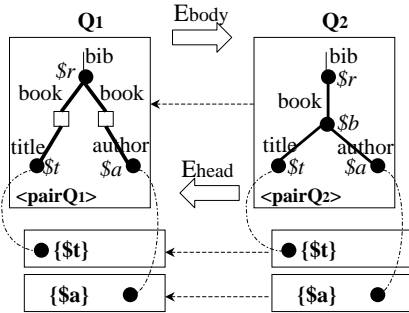 Q1 Ebody Q2
bib bib
$r $r
book book book
$b
title author title author
$t $a $t $a
<pairQ1> Ehead <pairQ2>
{$t} {$t}
{$a} {$a}